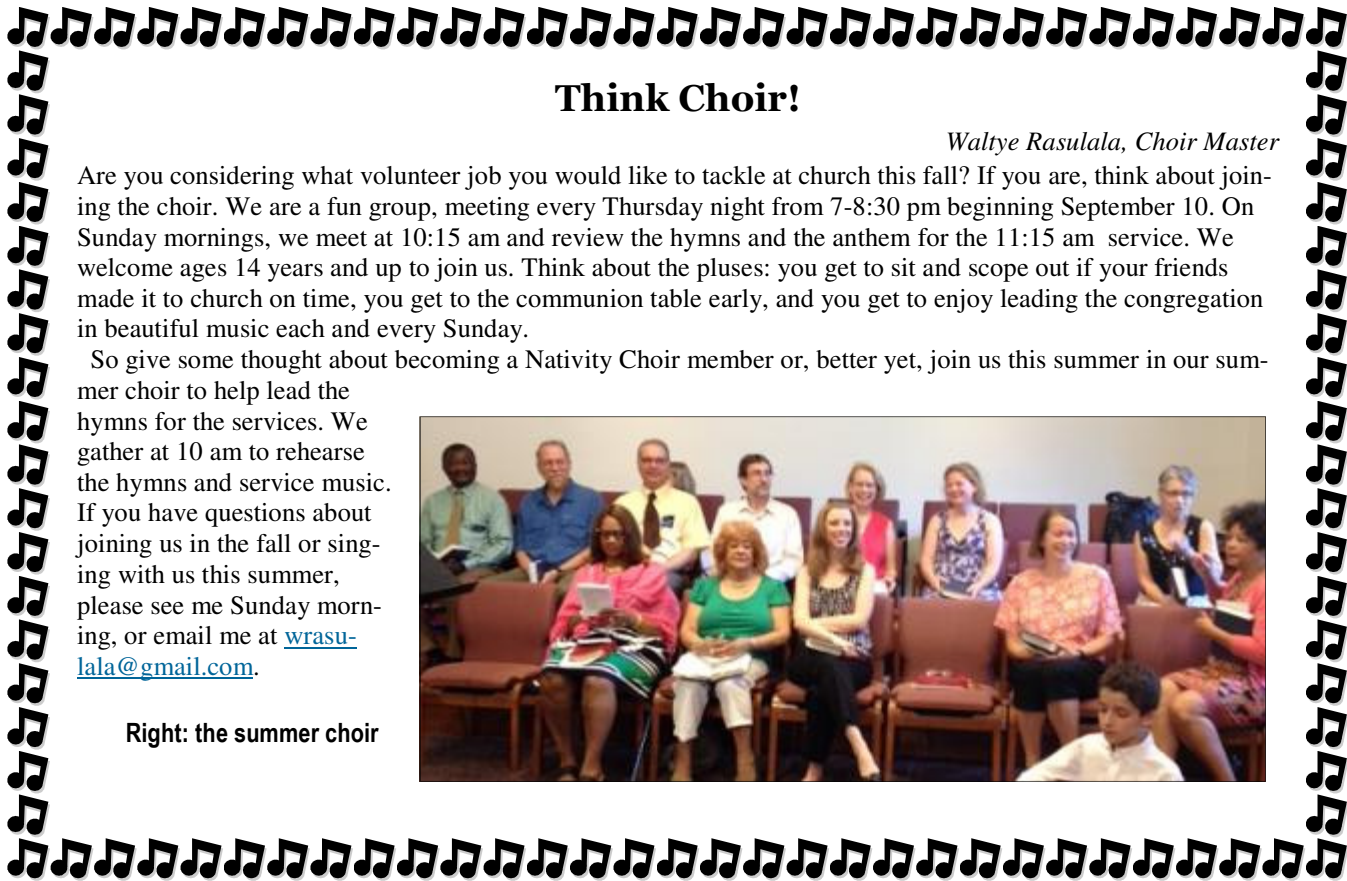 Think Choir!
Waltye Rasulala, Choir Master
Are you considering what volunteer job you would like to tackle at church this fall? If you are, think about join-
ing the choir. We are a fun group, meeting every Thursday night from 7-8:30 pm beginning September 10. On
Sunday mornings, we meet at 10:15 am and review the hymns and the anthem for the 11:15 am  service. We
welcome ages 14 years and up to join us. Think about the pluses: you get to sit and scope out if your friends
made it to church on time, you get to the communion table early, and you get to enjoy leading the congregation
in beautiful music each and every Sunday.
So give some thought about becoming a Nativity Choir member or, better yet, join us this summer in our sum-
mer choir to help lead the
hymns for the services. We
gather at 10 am to rehearse
the hymns and service music.
If you have questions about
joining us in the fall or sing-
ing with us this summer,
please see me Sunday morn-
ing, or email me at wrasu-
lala@gmail.com.
Right: the summer choir